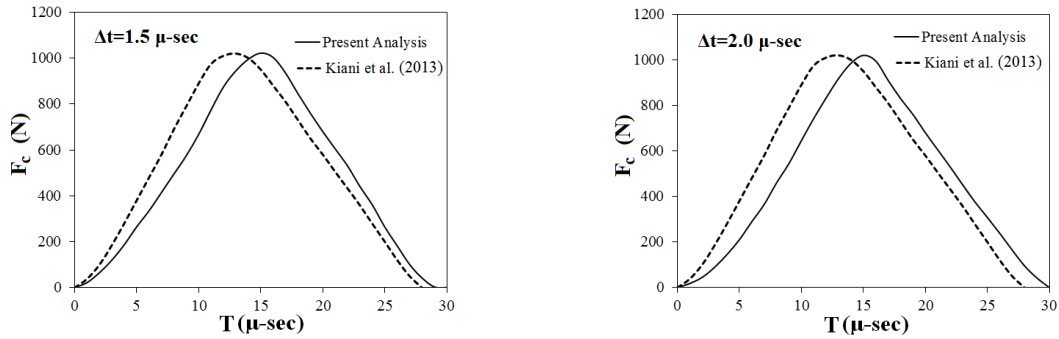 1200
1000
800
600
400
200
0
Δt=1.5 μ-sec
Present Analysis
Kiani et al. (2013)
F_c (N)
0 5 10 15 20 25 30
T (μ-sec)
1200
1000
800
600
400
200
0
Δt=2.0 μ-sec
Present Analysis
Kiani et al. (2013)
F_c (N)
0 5 10 15 20 25 30
T (μ-sec)